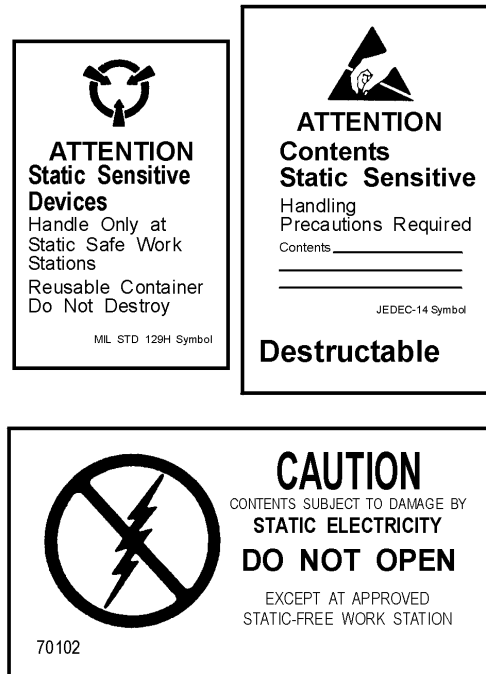 ATTENTION
Static Sensitive
Devices
Handle Only at
Static Safe Work
Stations
Reusable Container
Do Not Destroy
MIL STD 129H Symbol
ATTENTION
Contents
Static Sensitive
Handling
Precautions Required
Contents
JEDEC-14 Symbol
Destructable
CAUTION
CONTENTS SUBJECT TO DAMAGE BY
STATIC ELECTRICITY
DO NOT OPEN
EXCEPT AT APPROVED
STATIC-FREE WORK STATION
70102